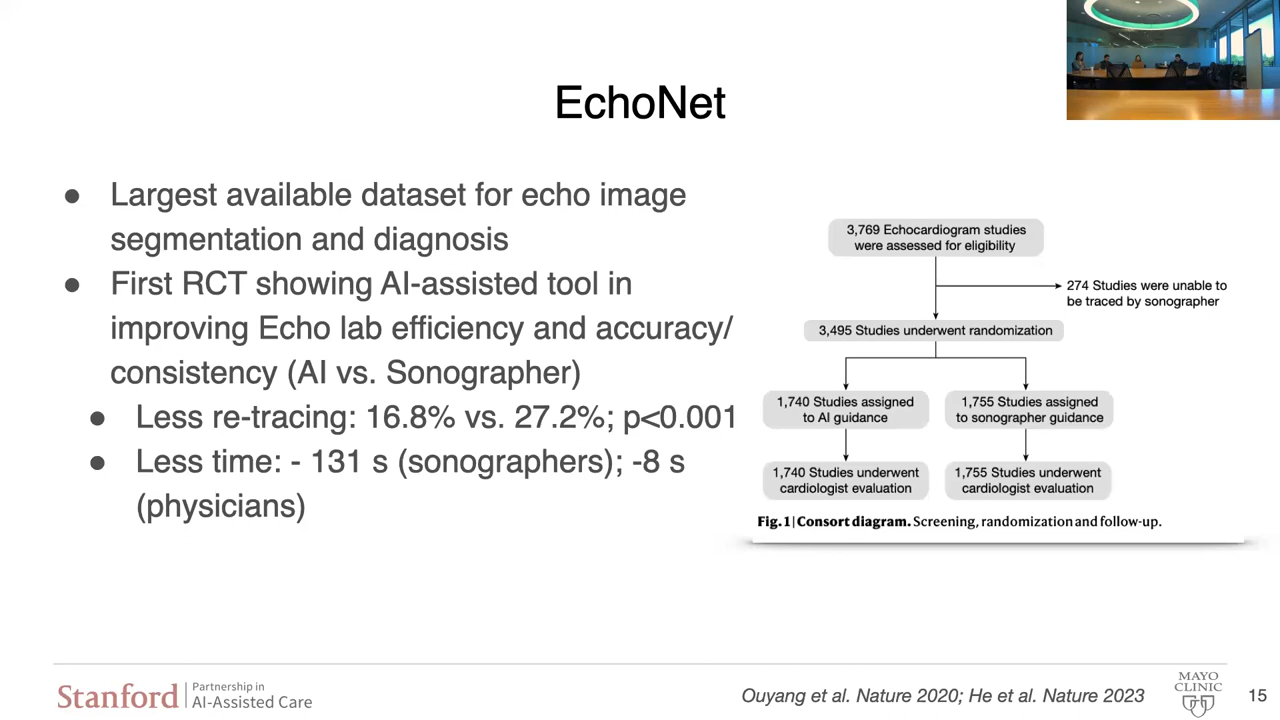 EchoNet
● Largest available dataset for echo image
segmentation and diagnosis
● First RCT showing AI-assisted tool in
improving Echo lab efficiency and accuracy/
consistency (AI vs. Sonographer)
● Less re-tracing: 16.8% vs. 27.2%; p<0.001
● Less time: - 131 s (sonographers); -8 s
(physicians)
3,769 Echocardiogram studies
were assessed for eligibility
274 Studies were unable to
be traced by sonographer
3,495 Studies underwent randomization
1,740 Studies assigned
to AI guidance
1,755 Studies assigned
to sonographer guidance
1,740 Studies underwent
cardiologist evaluation
1,755 Studies underwent
cardiologist evaluation
Fig. 1 | Consort diagram. Screening, randomization and follow-up.
Stanford
Partnership in
AI-Assisted Care
Ouyang et al. Nature 2020; He et al. Nature 2023
MAYO
CLINIC
15